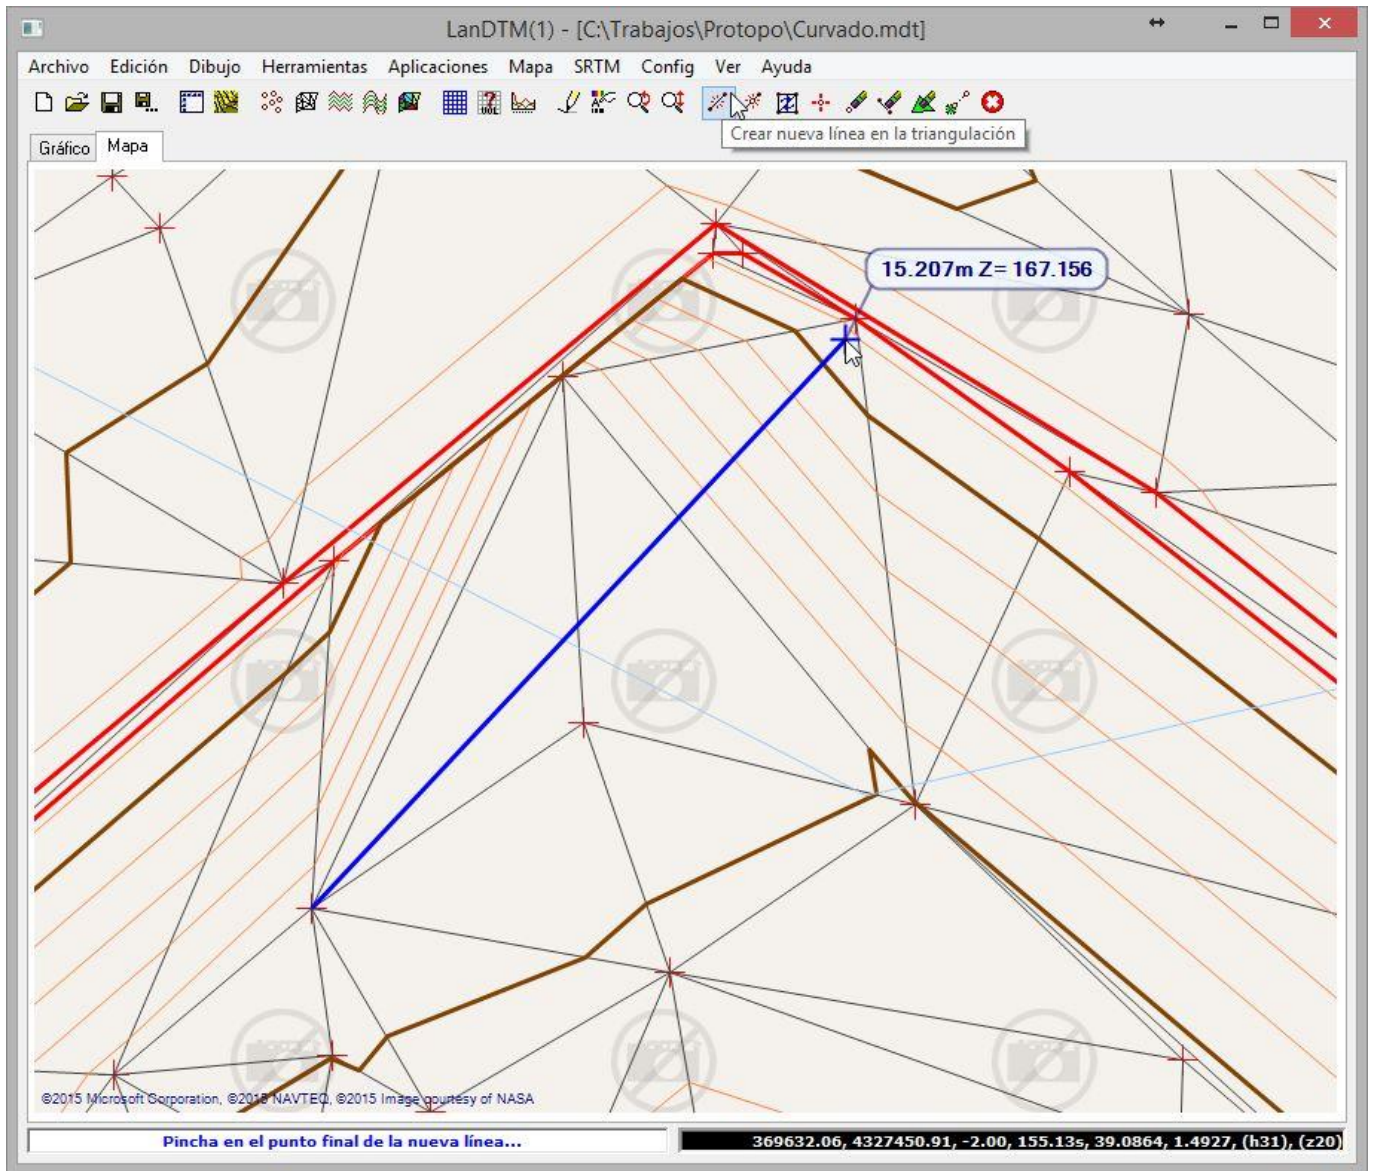 LanDTM(1) - [C:\Trabajos\Protopo\Curvado.mdt]
Archivo Edición Dibujo Herramientas Aplicaciones Mapa SRTM Config Ver Ayuda
Crear nueva línea en la triangulación
Gráfico Mapa
15.207m Z= 167.156
©2015 Microsoft Corporation, ©2015 NAVTEQ, ©2015 Image courtesy of NASA
Pincha en el punto final de la nueva línea... 369632.06, 4327450.91, -2.00, 155.13s, 39.0864, 1.4927, (h31), (z20)